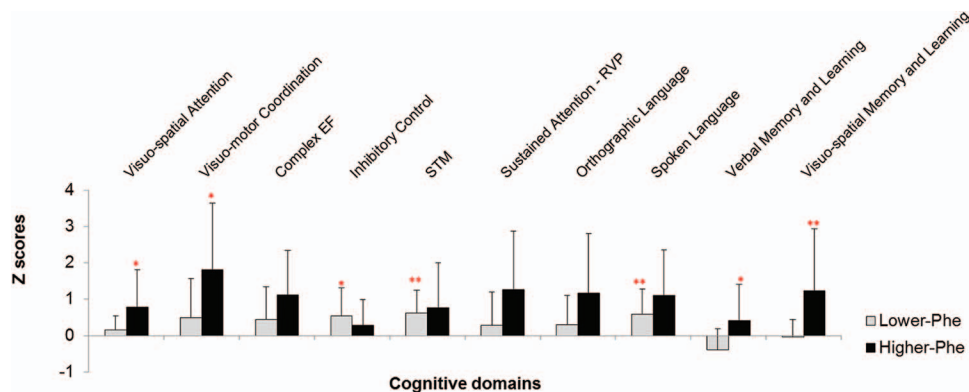 Visuo-spatial Attention
Visuo-motor Coordination
Complex EF
Inhibitory Control
STM
Sustained Attention - RVP
Orthographic Language
Spoken Language
Verbal Memory and Learning
Visuo-spatial Memory and Learning
Z scores
4
3
2
1
0
-1
*
*
*
**
**
*
**
Lower-Phe
Higher-Phe
Cognitive domains